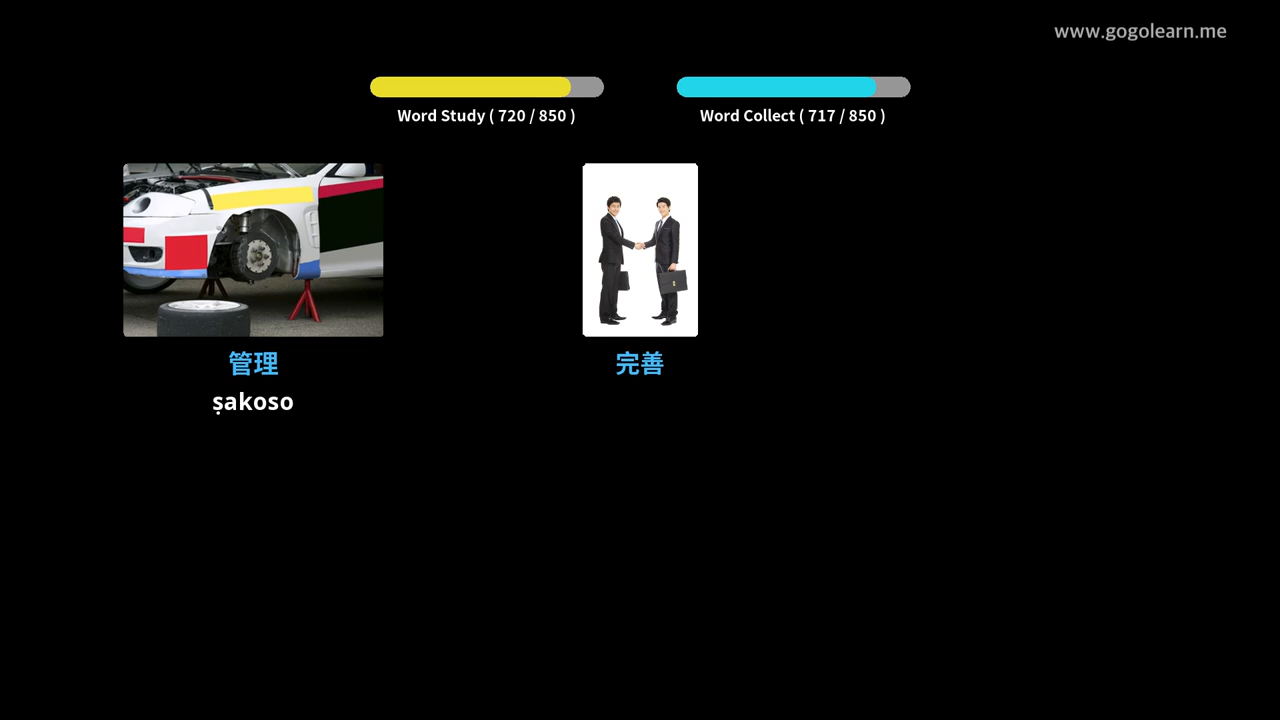 www.gogolearn.me
Word Study ( 720 / 850 )
Word Collect ( 717 / 850 )
管理
ṣakoso
完善